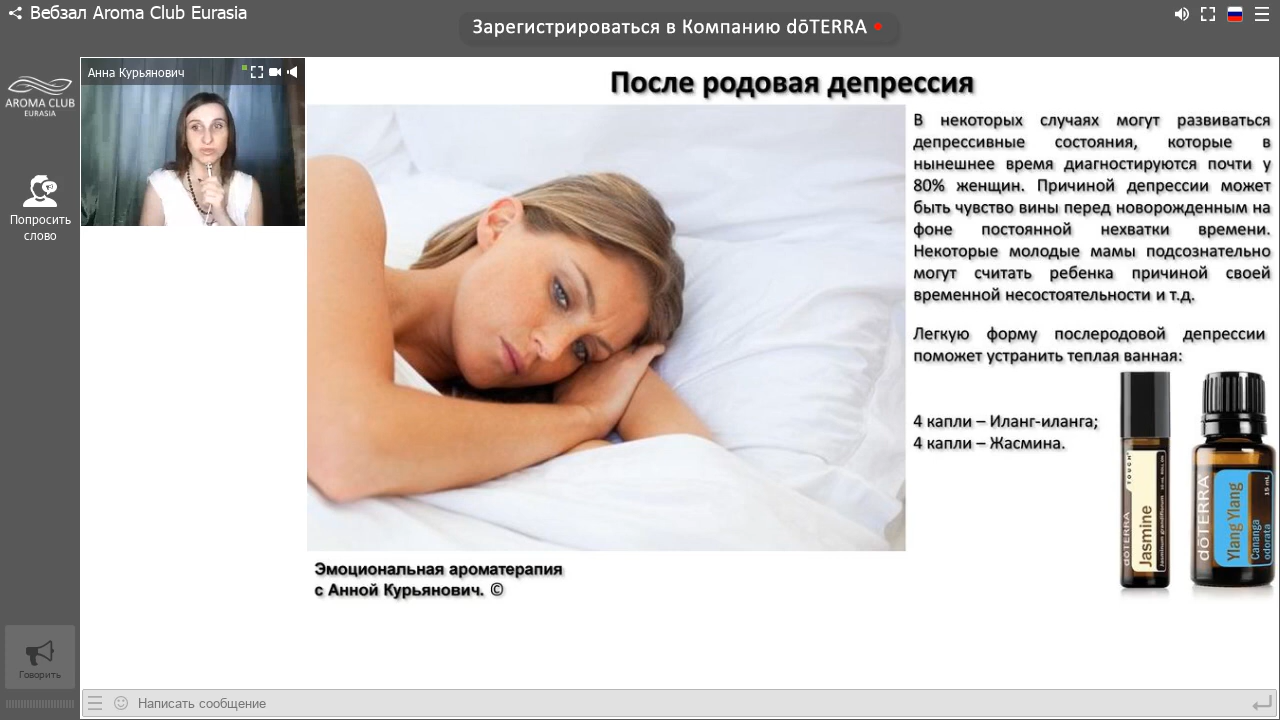 Вебзал Aroma Club Eurasia
Зарегистрироваться в Компанию dōTERRA
AROMA CLUB
EURASIA
Попросить
слово
Говорить
Анна Курьянович
После родовая депрессия
В некоторых случаях могут развиваться
депрессивные состояния, которые в
нынешнее время диагностируются почти у
80% женщин. Причиной депрессии может
быть чувство вины перед новорожденным на
фоне постоянной нехватки времени.
Некоторые молодые мамы подсознательно
могут считать ребенка причиной своей
временной несостоятельности и т.д.
Легкую форму послеродовой депрессии
поможет устранить теплая ванная:
4 капли – Иланг-иланга;
4 капли – Жасмина.
dōTERRA TOUCH
Jasmine
dōTERRA
Ylang Ylang
Cananga
odorata
15 mL
Эмоциональная ароматерапия
с Анной Курьянович. ©
Написать сообщение